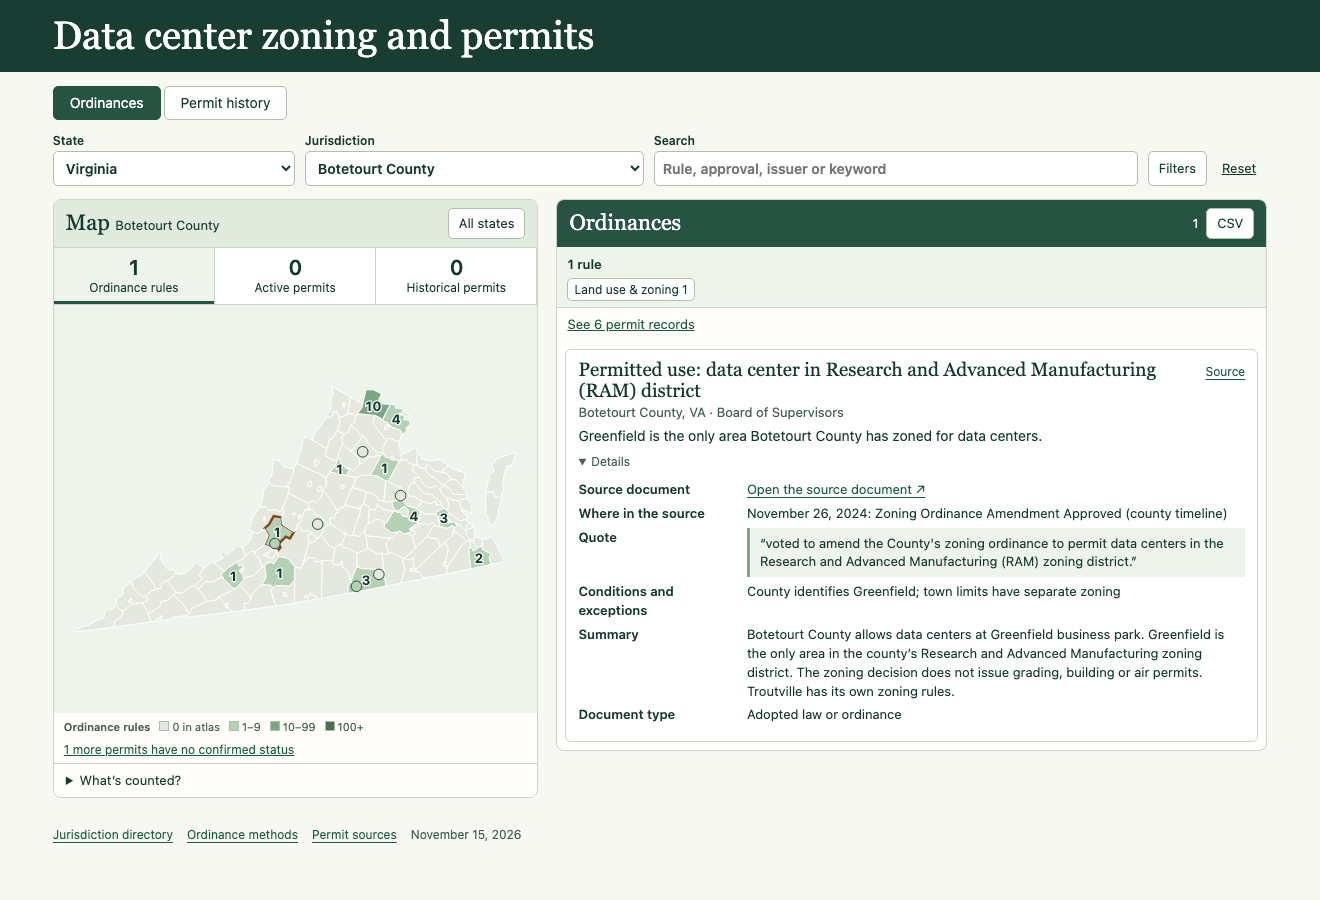 Data center zoning and permits
Ordinances
Permit history
State
Jurisdiction
Search
Virginia
Botetourt County
Rule, approval, issuer or keyword
Filters
Reset
Map Botetourt County
All states
1
Ordinance rules
0
Active permits
0
Historical permits
10
4
1
1
4
3
1
2
1
1
3
Ordinance rules 0 in atlas 1–9 10–99 100+
1 more permits have no confirmed status
▶ What's counted?
Ordinances
1
CSV
1 rule
Land use & zoning 1
See 6 permit records
Permitted use: data center in Research and Advanced Manufacturing
(RAM) district
Source
Botetourt County, VA · Board of Supervisors
Greenfield is the only area Botetourt County has zoned for data centers.
▼ Details
Source document
Open the source document ↗
Where in the source
November 26, 2024: Zoning Ordinance Amendment Approved (county timeline)
Quote
“voted to amend the County's zoning ordinance to permit data centers in the
Research and Advanced Manufacturing (RAM) zoning district.”
Conditions and
exceptions
County identifies Greenfield; town limits have separate zoning
Summary
Botetourt County allows data centers at Greenfield business park. Greenfield is
the only area in the county’s Research and Advanced Manufacturing zoning
district. The zoning decision does not issue grading, building or air permits.
Troutville has its own zoning rules.
Document type
Adopted law or ordinance
Jurisdiction directory
Ordinance methods
Permit sources
November 15, 2026